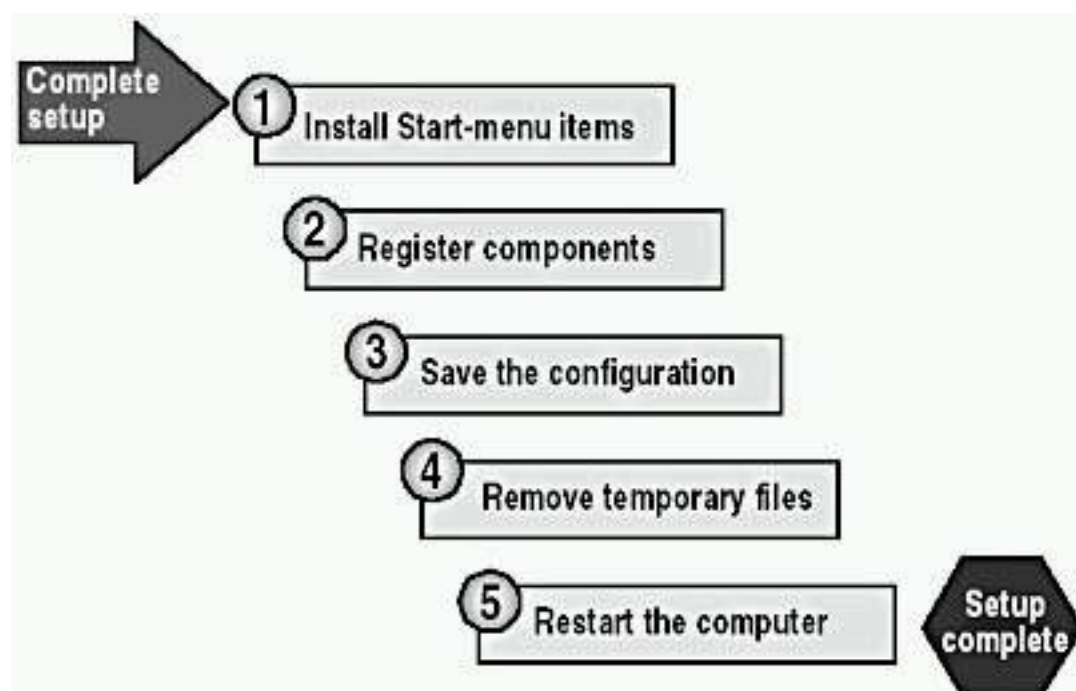 Complete
setup
1
Install Start-menu items
2
Register components
3
Save the configuration
4
Remove temporary files
5
Restart the computer
Setup
complete